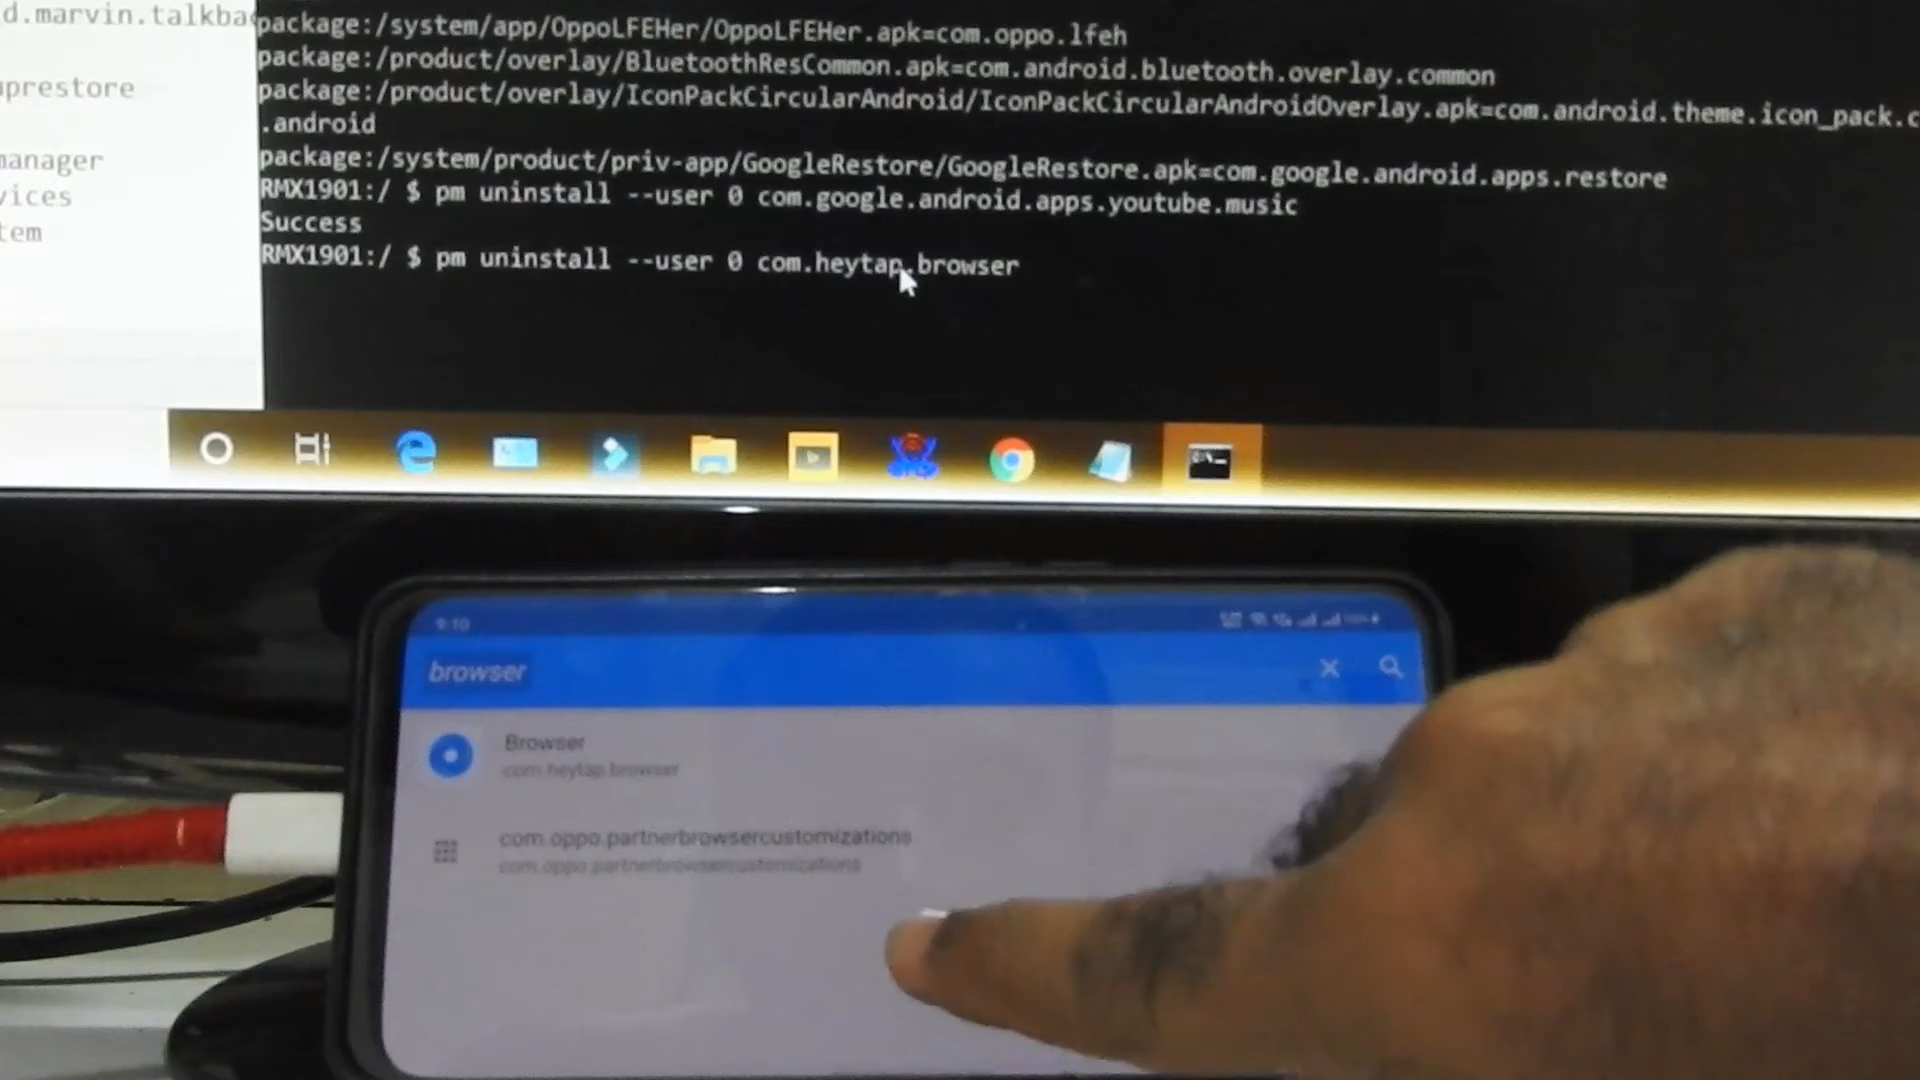 d.marvin.talkba
prestore
manager
vices
tem
package:/system/app/OppoLFEHer/OppoLFEHer.apk=com.oppo.lfeh
package:/product/overlay/BluetoothResCommon.apk=com.android.bluetooth.overlay.common
package:/product/overlay/IconPackCircularAndroid/IconPackCircularAndroidOverlay.apk=com.android.theme.icon_pack.c
.android
package:/system/product/priv-app/GoogleRestore/GoogleRestore.apk=com.google.android.apps.restore
RMX1901:/ $ pm uninstall --user 0 com.google.android.apps.youtube.music
Success
RMX1901:/ $ pm uninstall --user 0 com.heytap.browser
9:10
browser
Browser
com.heytap.browser
com.oppo.partnerbrowsercustomizations
com.oppo.partnerbrowsercustomizations